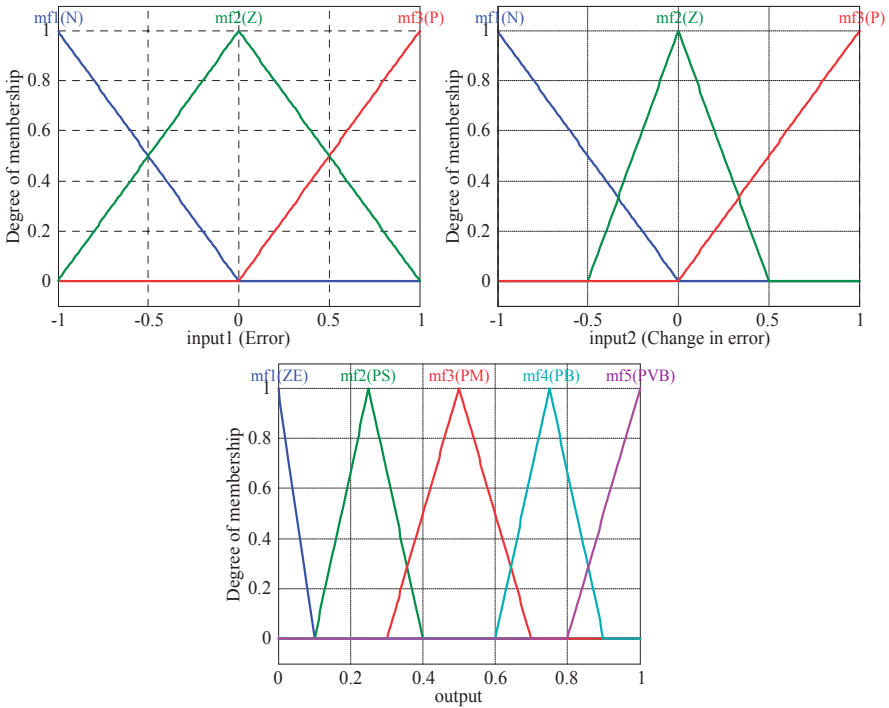 mf1(N) mf2(Z) mf3(P)
1
0.8
0.6
0.4
0.2
0
Degree of membership
-1 -0.5 0 0.5 1
input1 (Error)
mf1(N) mf2(Z) mf3(P)
1
0.8
0.6
0.4
0.2
0
Degree of membership
-1 -0.5 0 0.5 1
input2 (Change in error)
mf1(ZE) mf2(PS) mf3(PM) mf4(PB) mf5(PVB)
1
0.8
0.6
0.4
0.2
0
Degree of membership
0 0.2 0.4 0.6 0.8 1
output